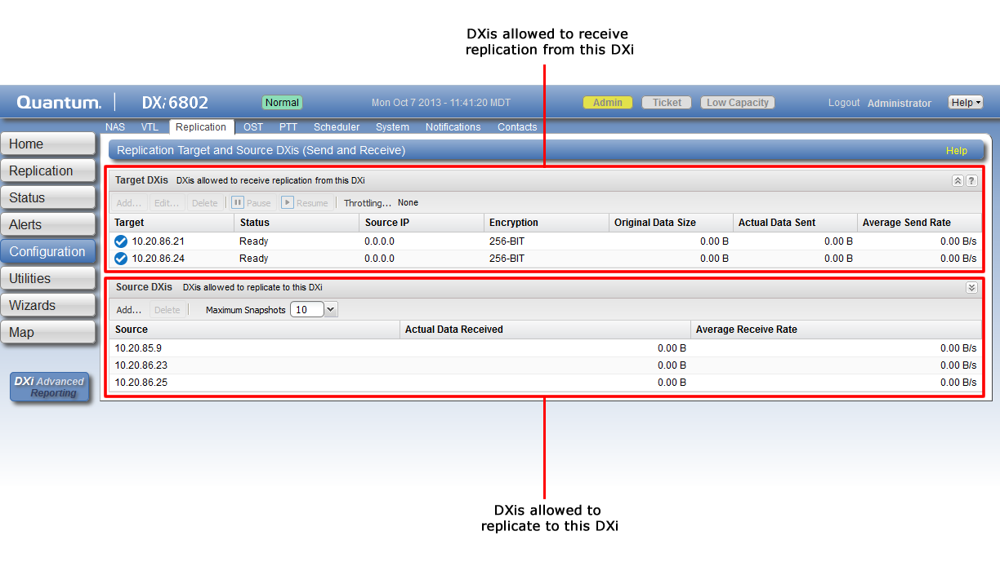 DXis allowed to receive
replication from this DXi
Quantum. DXi6802 Normal Mon Oct 7 2013 - 11:41:20 MDT Admin Ticket Low Capacity Logout Administrator Help
NAS VTL Replication OST PTT Scheduler System Notifications Contacts
Home
Replication
Status
Alerts
Configuration
Utilities
Wizards
Map
DXi Advanced
Reporting
Replication Target and Source DXis (Send and Receive) Help
Target DXis DXis allowed to receive replication from this DXi ?
Add... Edit... Delete Pause Resume Throttling... None
Target Status Source IP Encryption Original Data Size Actual Data Sent Average Send Rate
10.20.86.21 Ready 0.0.0.0 256-BIT 0.00 B 0.00 B 0.00 B/s
10.20.86.24 Ready 0.0.0.0 256-BIT 0.00 B 0.00 B 0.00 B/s
Source DXis DXis allowed to replicate to this DXi
Add... Delete Maximum Snapshots 10
Source Actual Data Received Average Receive Rate
10.20.85.9 0.00 B 0.00 B/s
10.20.86.23 0.00 B 0.00 B/s
10.20.86.25 0.00 B 0.00 B/s
DXis allowed to
replicate to this DXi